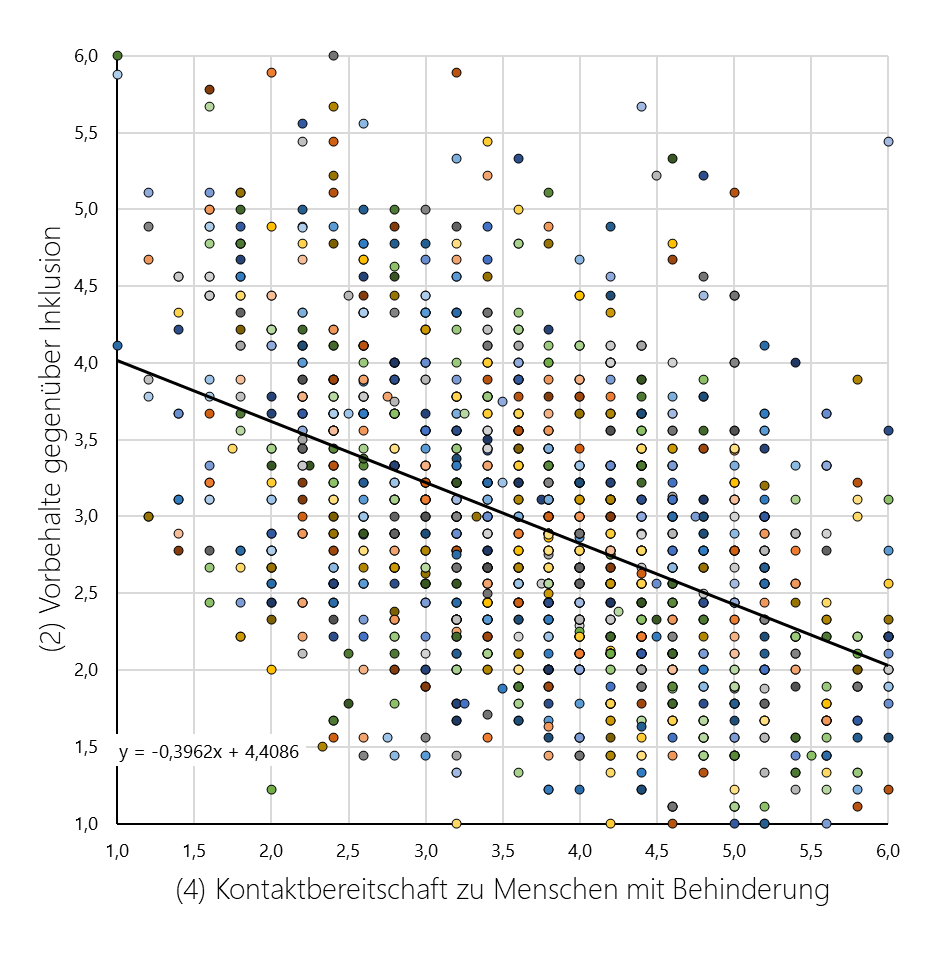 (2) Vorbehalte gegenüber Inklusion
6,0
5,5
5,0
4,5
4,0
3,5
3,0
2,5
2,0
1,5
1,0
y = -0,3962x + 4,4086
1,0 1,5 2,0 2,5 3,0 3,5 4,0 4,5 5,0 5,5 6,0
(4) Kontaktbereitschaft zu Menschen mit Behinderung